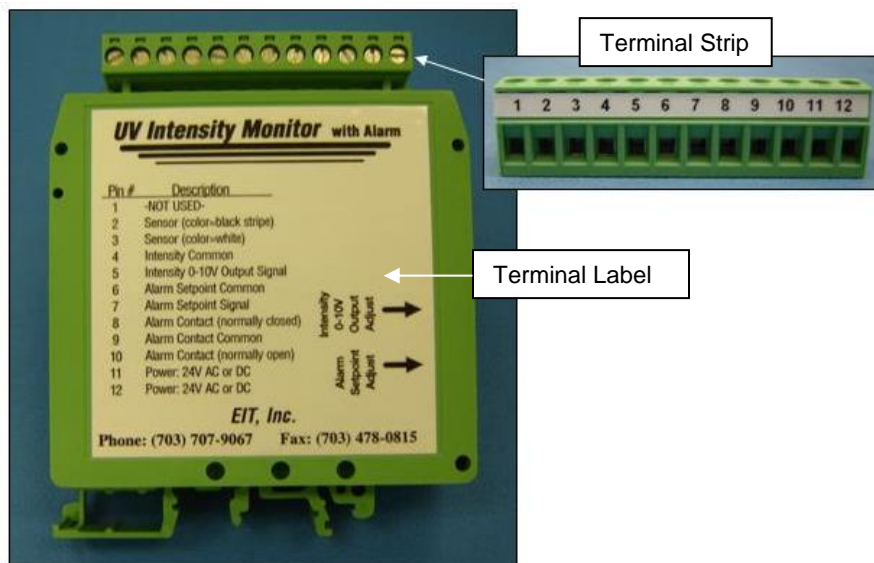 Terminal Strip
1 2 3 4 5 6 7 8 9 10 11 12
UV Intensity Monitor with Alarm
Pin # Description
1 -NOT USED-
2 Sensor (color=black stripe)
3 Sensor (color=white)
4 Intensity Common
5 Intensity 0-10V Output Signal
6 Alarm Setpoint Common
7 Alarm Setpoint Signal
8 Alarm Contact (normally closed)
9 Alarm Contact Common
10 Alarm Contact (normally open)
11 Power: 24V AC or DC
12 Power: 24V AC or DC
Terminal Label
Intensity
0-10V
Output
Adjust
Alarm
Setpoint
Adjust
EIT, Inc.
Phone: (703) 707-9067 Fax: (703) 478-0815